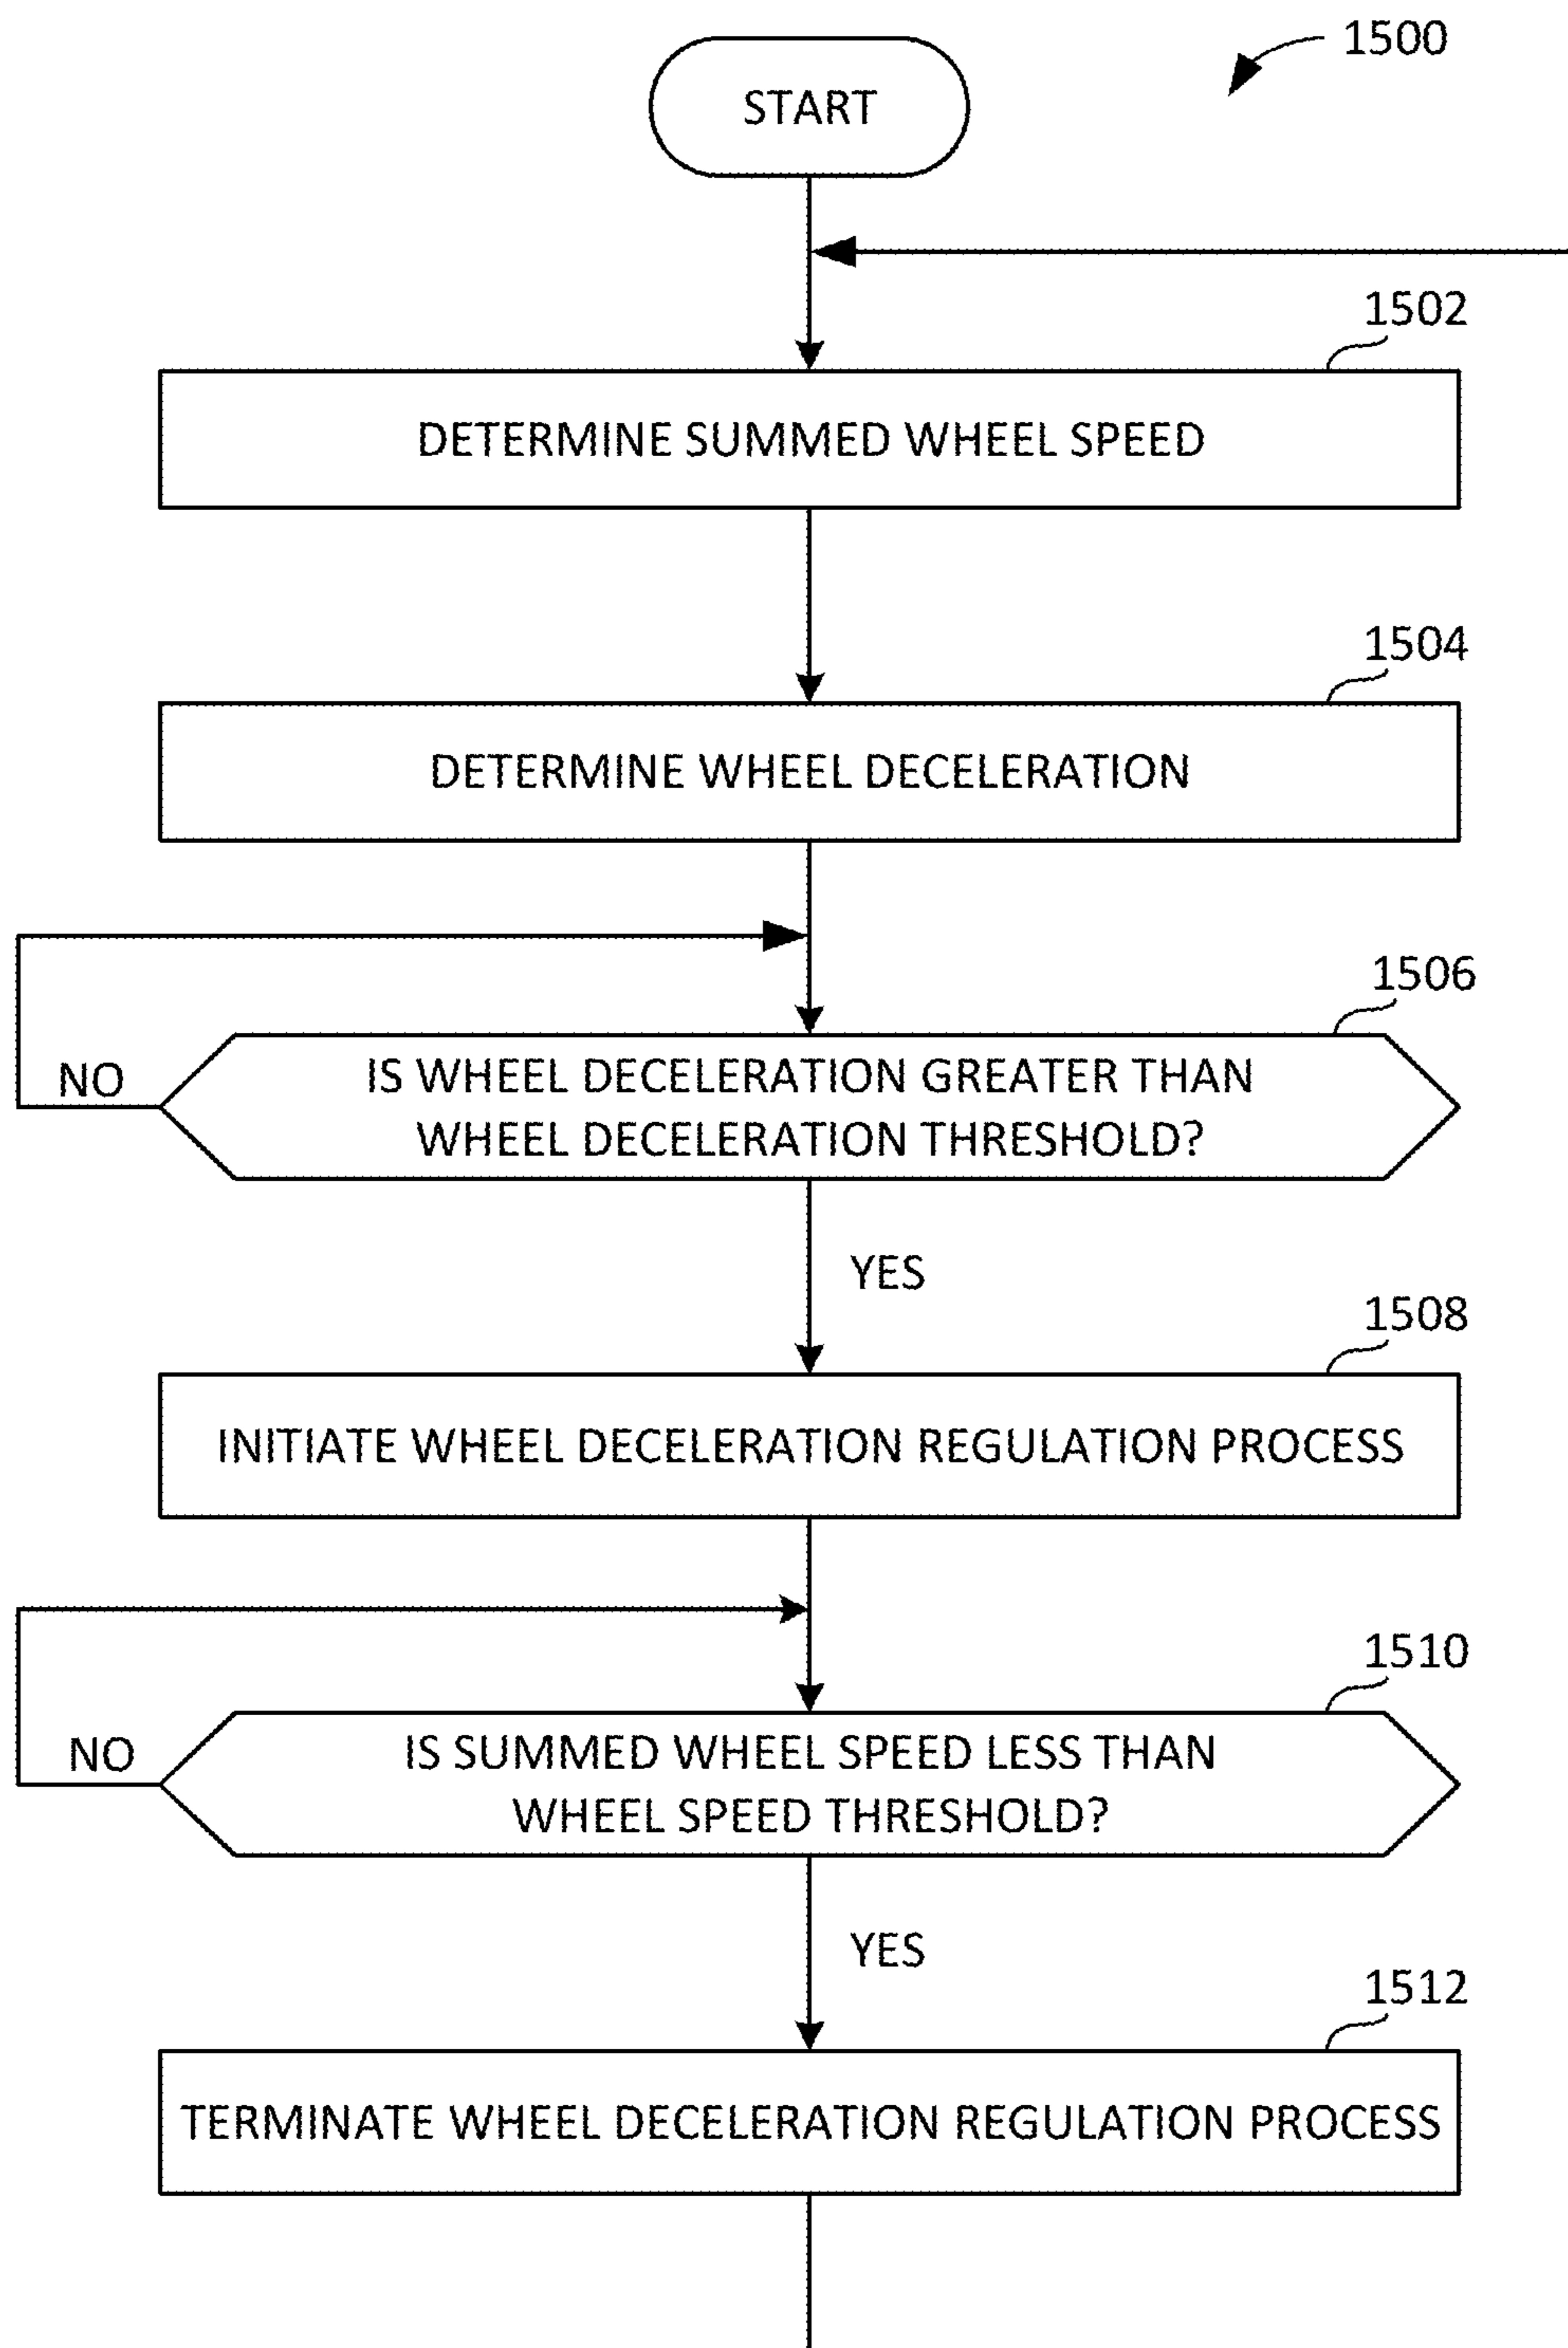 1500
START
1502
DETERMINE SUMMED WHEEL SPEED
1504
DETERMINE WHEEL DECELERATION
1506
NO
IS WHEEL DECELERATION GREATER THAN
WHEEL DECELERATION THRESHOLD?
YES
1508
INITIATE WHEEL DECELERATION REGULATION PROCESS
1510
NO
IS SUMMED WHEEL SPEED LESS THAN
WHEEL SPEED THRESHOLD?
YES
1512
TERMINATE WHEEL DECELERATION REGULATION PROCESS